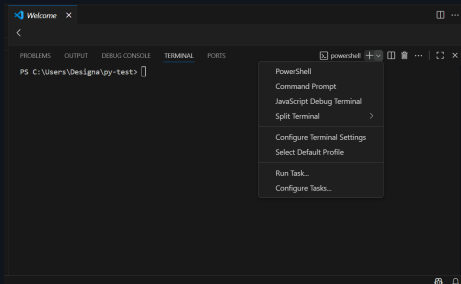 Welcome
PROBLEMS OUTPUT DEBUG CONSOLE TERMINAL PORTS powershell
PS C:\Users\Designa\py-test>
PowerShell
Command Prompt
JavaScript Debug Terminal
Split Terminal
Configure Terminal Settings
Select Default Profile
Run Task...
Configure Tasks...